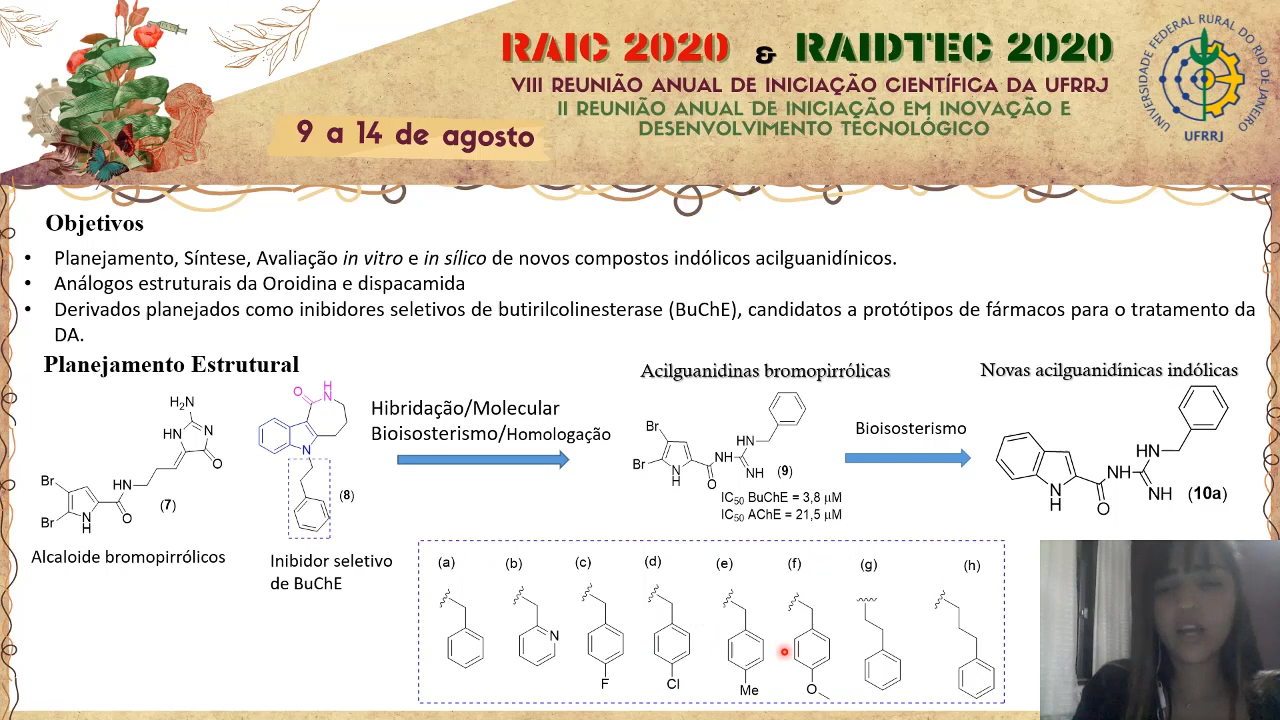 RAIC 2020 & RAIDTEC 2020
VIII REUNIÃO ANUAL DE INICIAÇÃO CIENTÍFICA DA UFRRJ
II REUNIÃO ANUAL DE INICIAÇÃO EM INOVAÇÃO E
DESENVOLVIMENTO TECNOLÓGICO
9 a 14 de agosto
UNIVERSIDADE FEDERAL RURAL DO RIO DE JANEIRO
UFRRJ
Objetivos
• Planejamento, Síntese, Avaliação in vitro e in sílico de novos compostos indólicos acilguanidínicos.
• Análogos estruturais da Oroidina e dispacamida
• Derivados planejados como inibidores seletivos de butirilcolinesterase (BuChE), candidatos a protótipos de fármacos para o tratamento da
DA.
Planejamento Estrutural
H2N
HN
N
O
HN
Br
Br
N
H
O
(7)
Alcaloide bromopirrólicos
O
H
N
N
(8)
Inibidor seletivo
de BuChE
Hibridação/Molecular
Bioisosterismo/Homologação
Acilguanidinas bromopirrólicas
Br
Br
N
H
O
NH
HN
NH
(9)
IC50 BuChE = 3,8 µM
IC50 AChE = 21,5 µM
Bioisosterismo
Novas acilguanidínicas indólicas
N
H
O
NH
HN
NH
(10a)
(a) (b) (c) (d) (e) (f) (g) (h)
N
F
Cl
Me
O